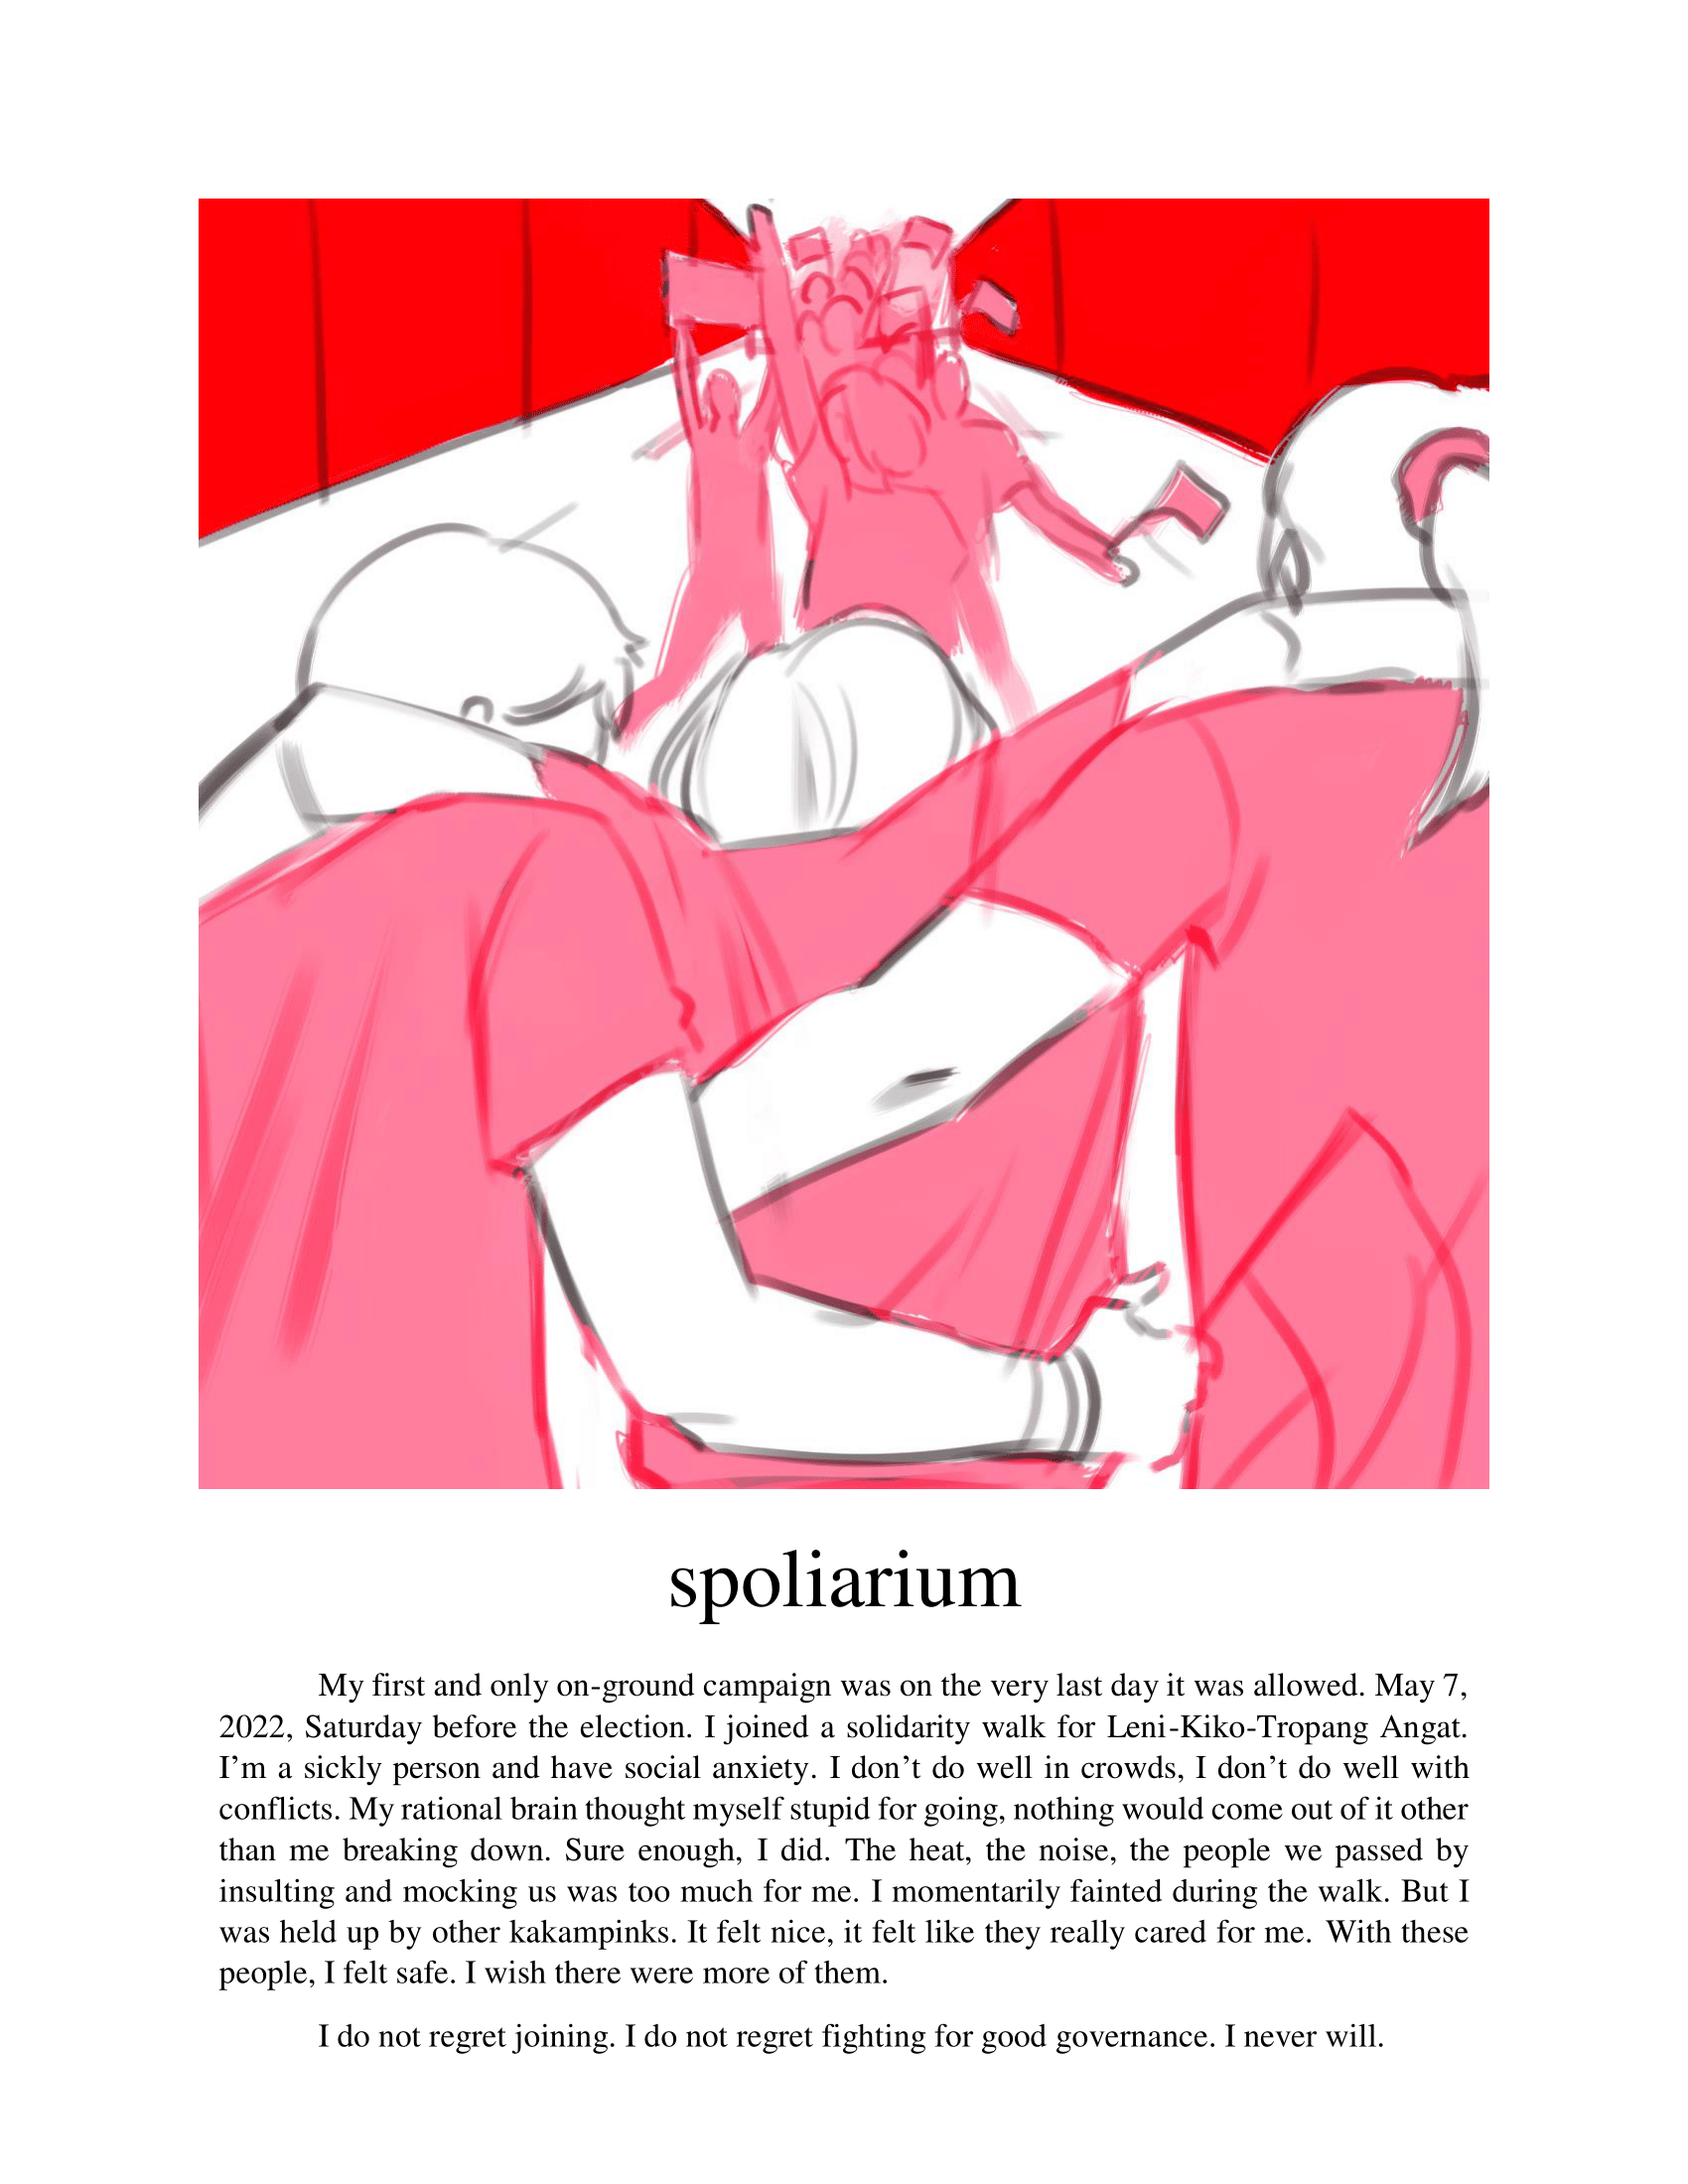 spoliarium
My first and only on-ground campaign was on the very last day it was allowed. May 7,
2022, Saturday before the election. I joined a solidarity walk for Leni-Kiko-Tropang Angat.
I'm a sickly person and have social anxiety. I don't do well in crowds, I don't do well with
conflicts. My rational brain thought myself stupid for going, nothing would come out of it other
than me breaking down. Sure enough, I did. The heat, the noise, the people we passed by
insulting and mocking us was too much for me. I momentarily fainted during the walk. But I
was held up by other kakampinks. It felt nice, it felt like they really cared for me. With these
people, I felt safe. I wish there were more of them.
I do not regret joining. I do not regret fighting for good governance. I never will.